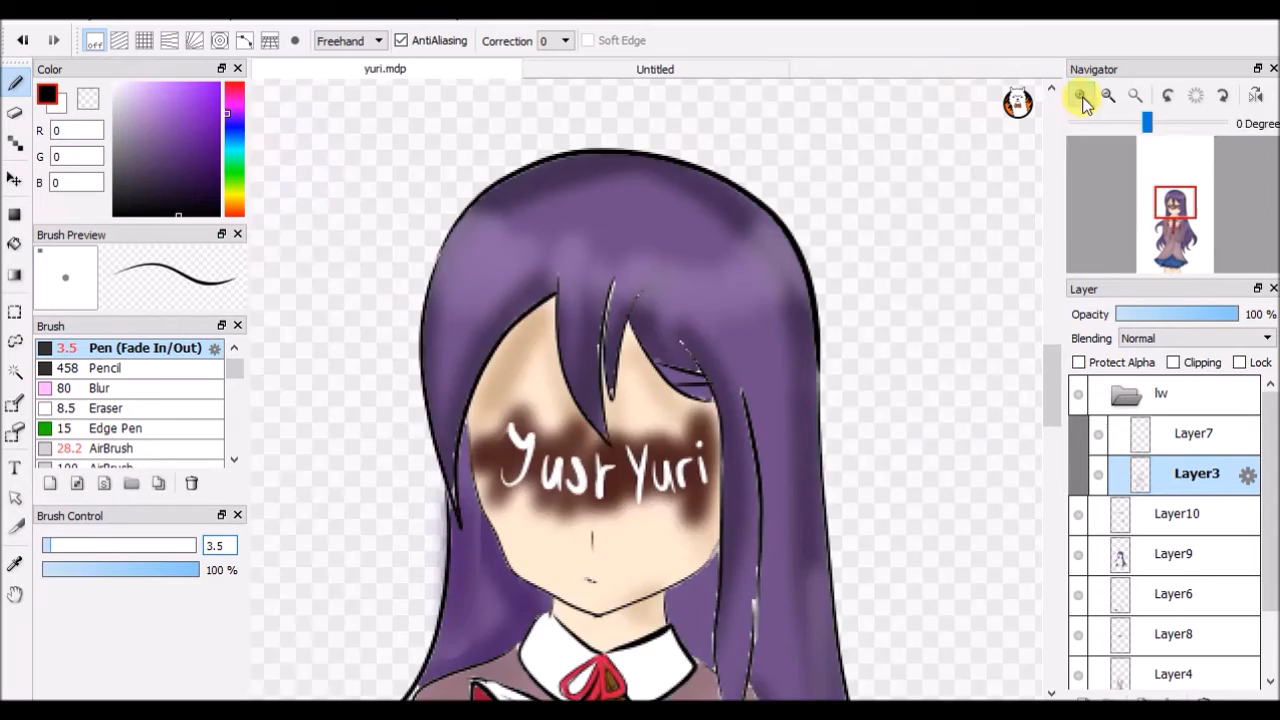 Freehand
AntiAliasing
Correction
0
Soft Edge
Color
yuri.mdp
Untitled
Navigator
R 0
G 0
B 0
0 Degree
Brush Preview
Layer
Opacity 100 %
Brush
Blending Normal
3.5 Pen (Fade In/Out)
458 Pencil
80 Blur
8.5 Eraser
15 Edge Pen
28.2 AirBrush
100 AirBrush
Protect Alpha
Clipping
Lock
lw
Layer7
Layer3
Layer10
Layer9
Layer6
Layer8
Layer4
Brush Control
3.5
100 %
off
Yusr Yuri